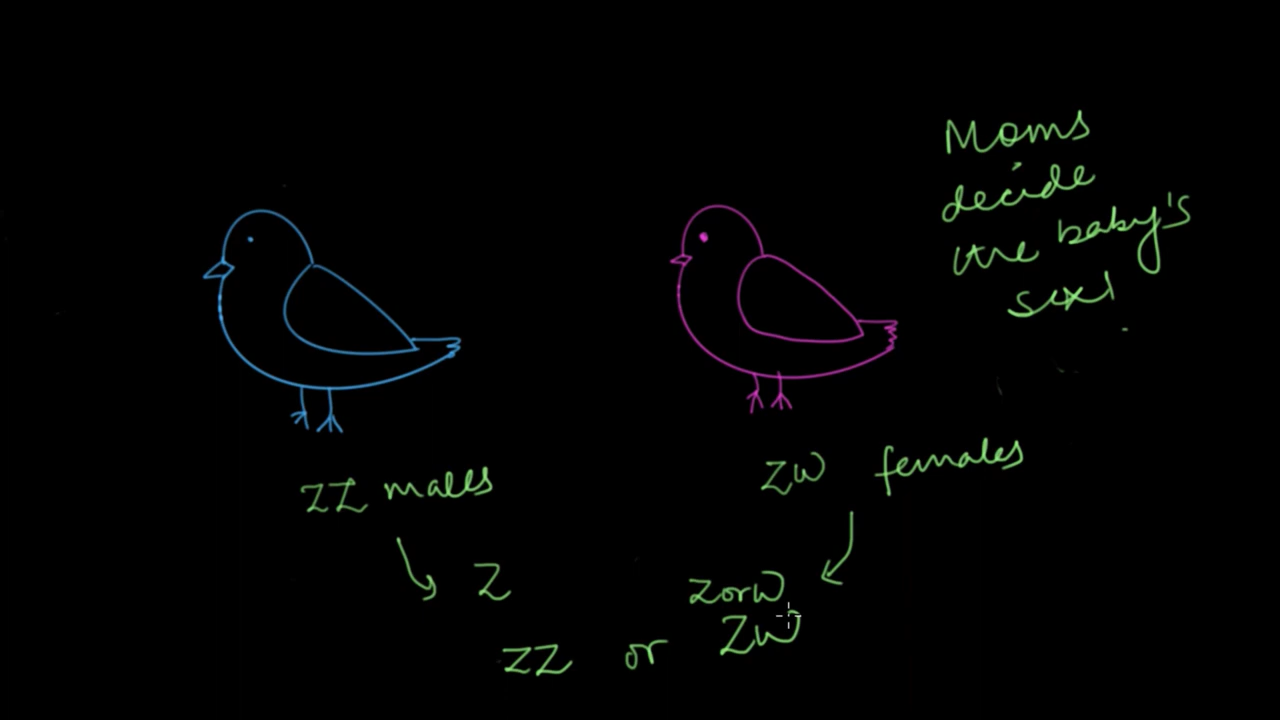 Moms
decide
the baby's
sex!
ZZ males
ZW females
Z
Z or W
ZZ or ZW